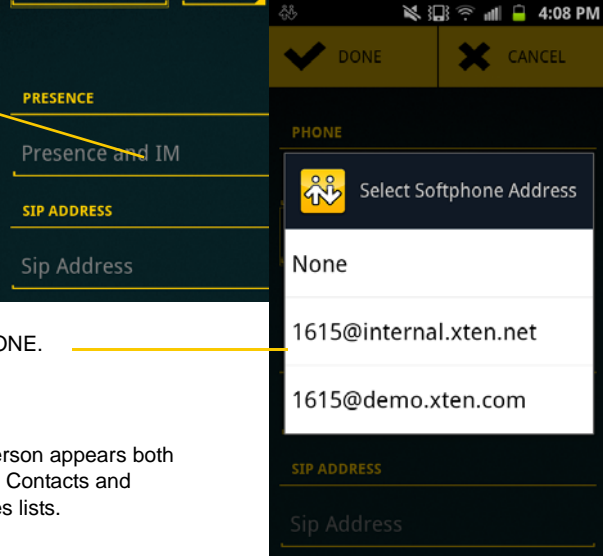 PRESENCE
Presence and IM
SIP ADDRESS
Sip Address
ONE.
erson appears both
Contacts and
es lists.
4:08 PM
DONE
CANCEL
PHONE
Select Softphone Address
None
1615@internal.xten.net
1615@demo.xten.com
SIP ADDRESS
Sip Address